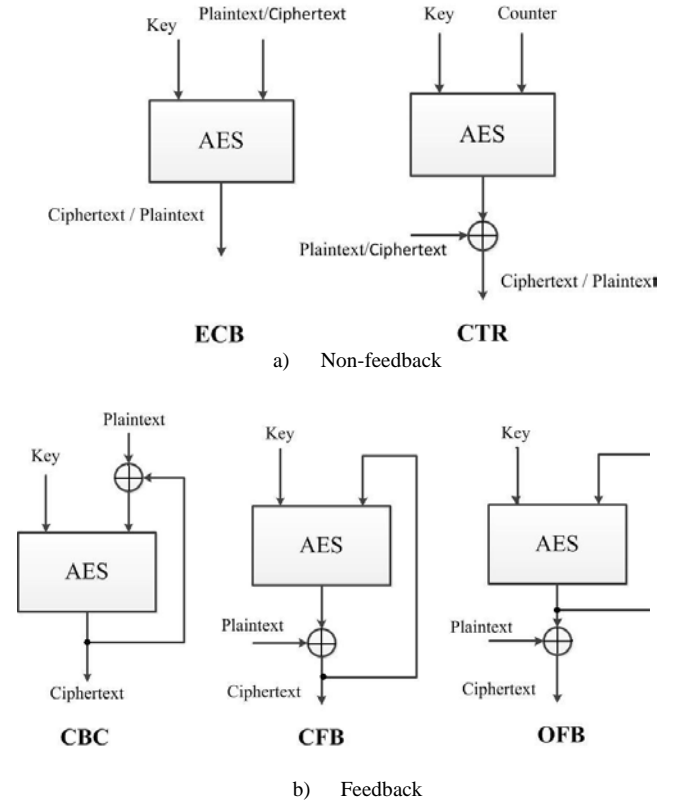 Key
Plaintext/Ciphertext
AES
Ciphertext / Plaintext
ECB
Key
Counter
AES
Plaintext/Ciphertext
Ciphertext / Plaintext
CTR
a) Non-feedback
Plaintext
Key
AES
Ciphertext
CBC
Key
AES
Plaintext
Ciphertext
CFB
Key
AES
Plaintext
Ciphertext
OFB
b) Feedback